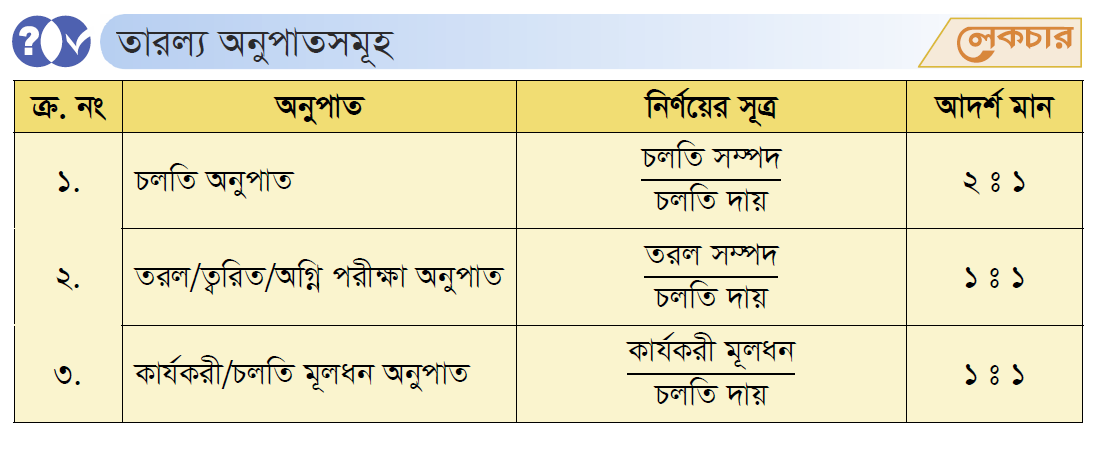 তারল্য অনুপাতসমূহ
লেকচার
ক্র. নং অনুপাত নির্ণয়ের সূত্র আদর্শ মান
১. চলতি অনুপাত চলতি সম্পদ / চলতি দায় ২ ঃ ১
২. তরল/ত্বরিত/অগ্নি পরীক্ষা অনুপাত তরল সম্পদ / চলতি দায় ১ ঃ ১
৩. কার্যকরী/চলতি মূলধন অনুপাত কার্যকরী মূলধন / চলতি দায় ১ ঃ ১